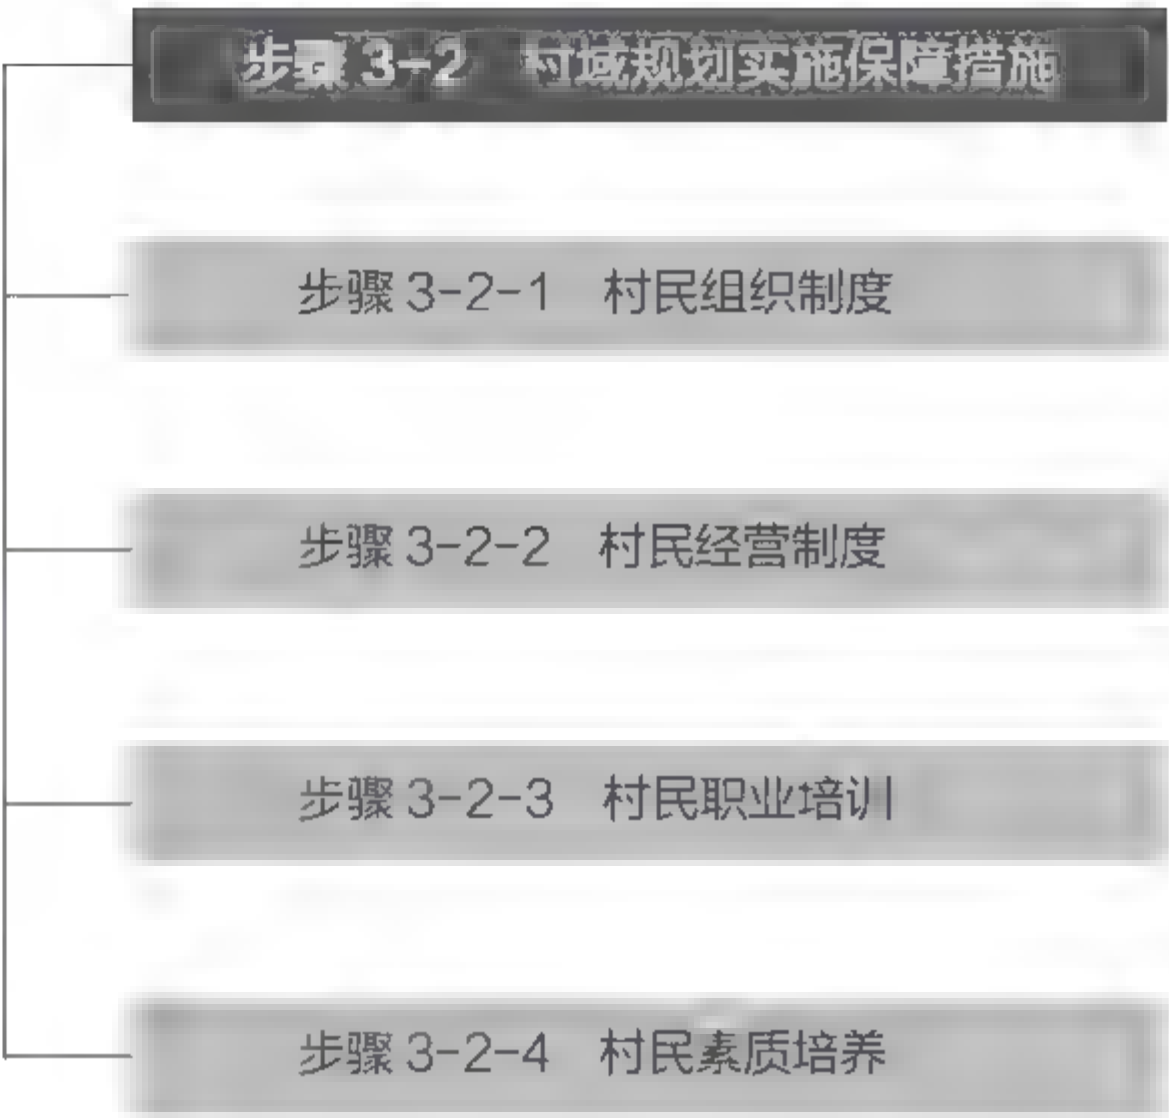 步骤 3-2 村域规划实施保障措施
步骤 3-2-1 村民组织制度
步骤 3-2-2 村民经营制度
步骤 3-2-3 村民职业培训
步骤 3-2-4 村民素质培养